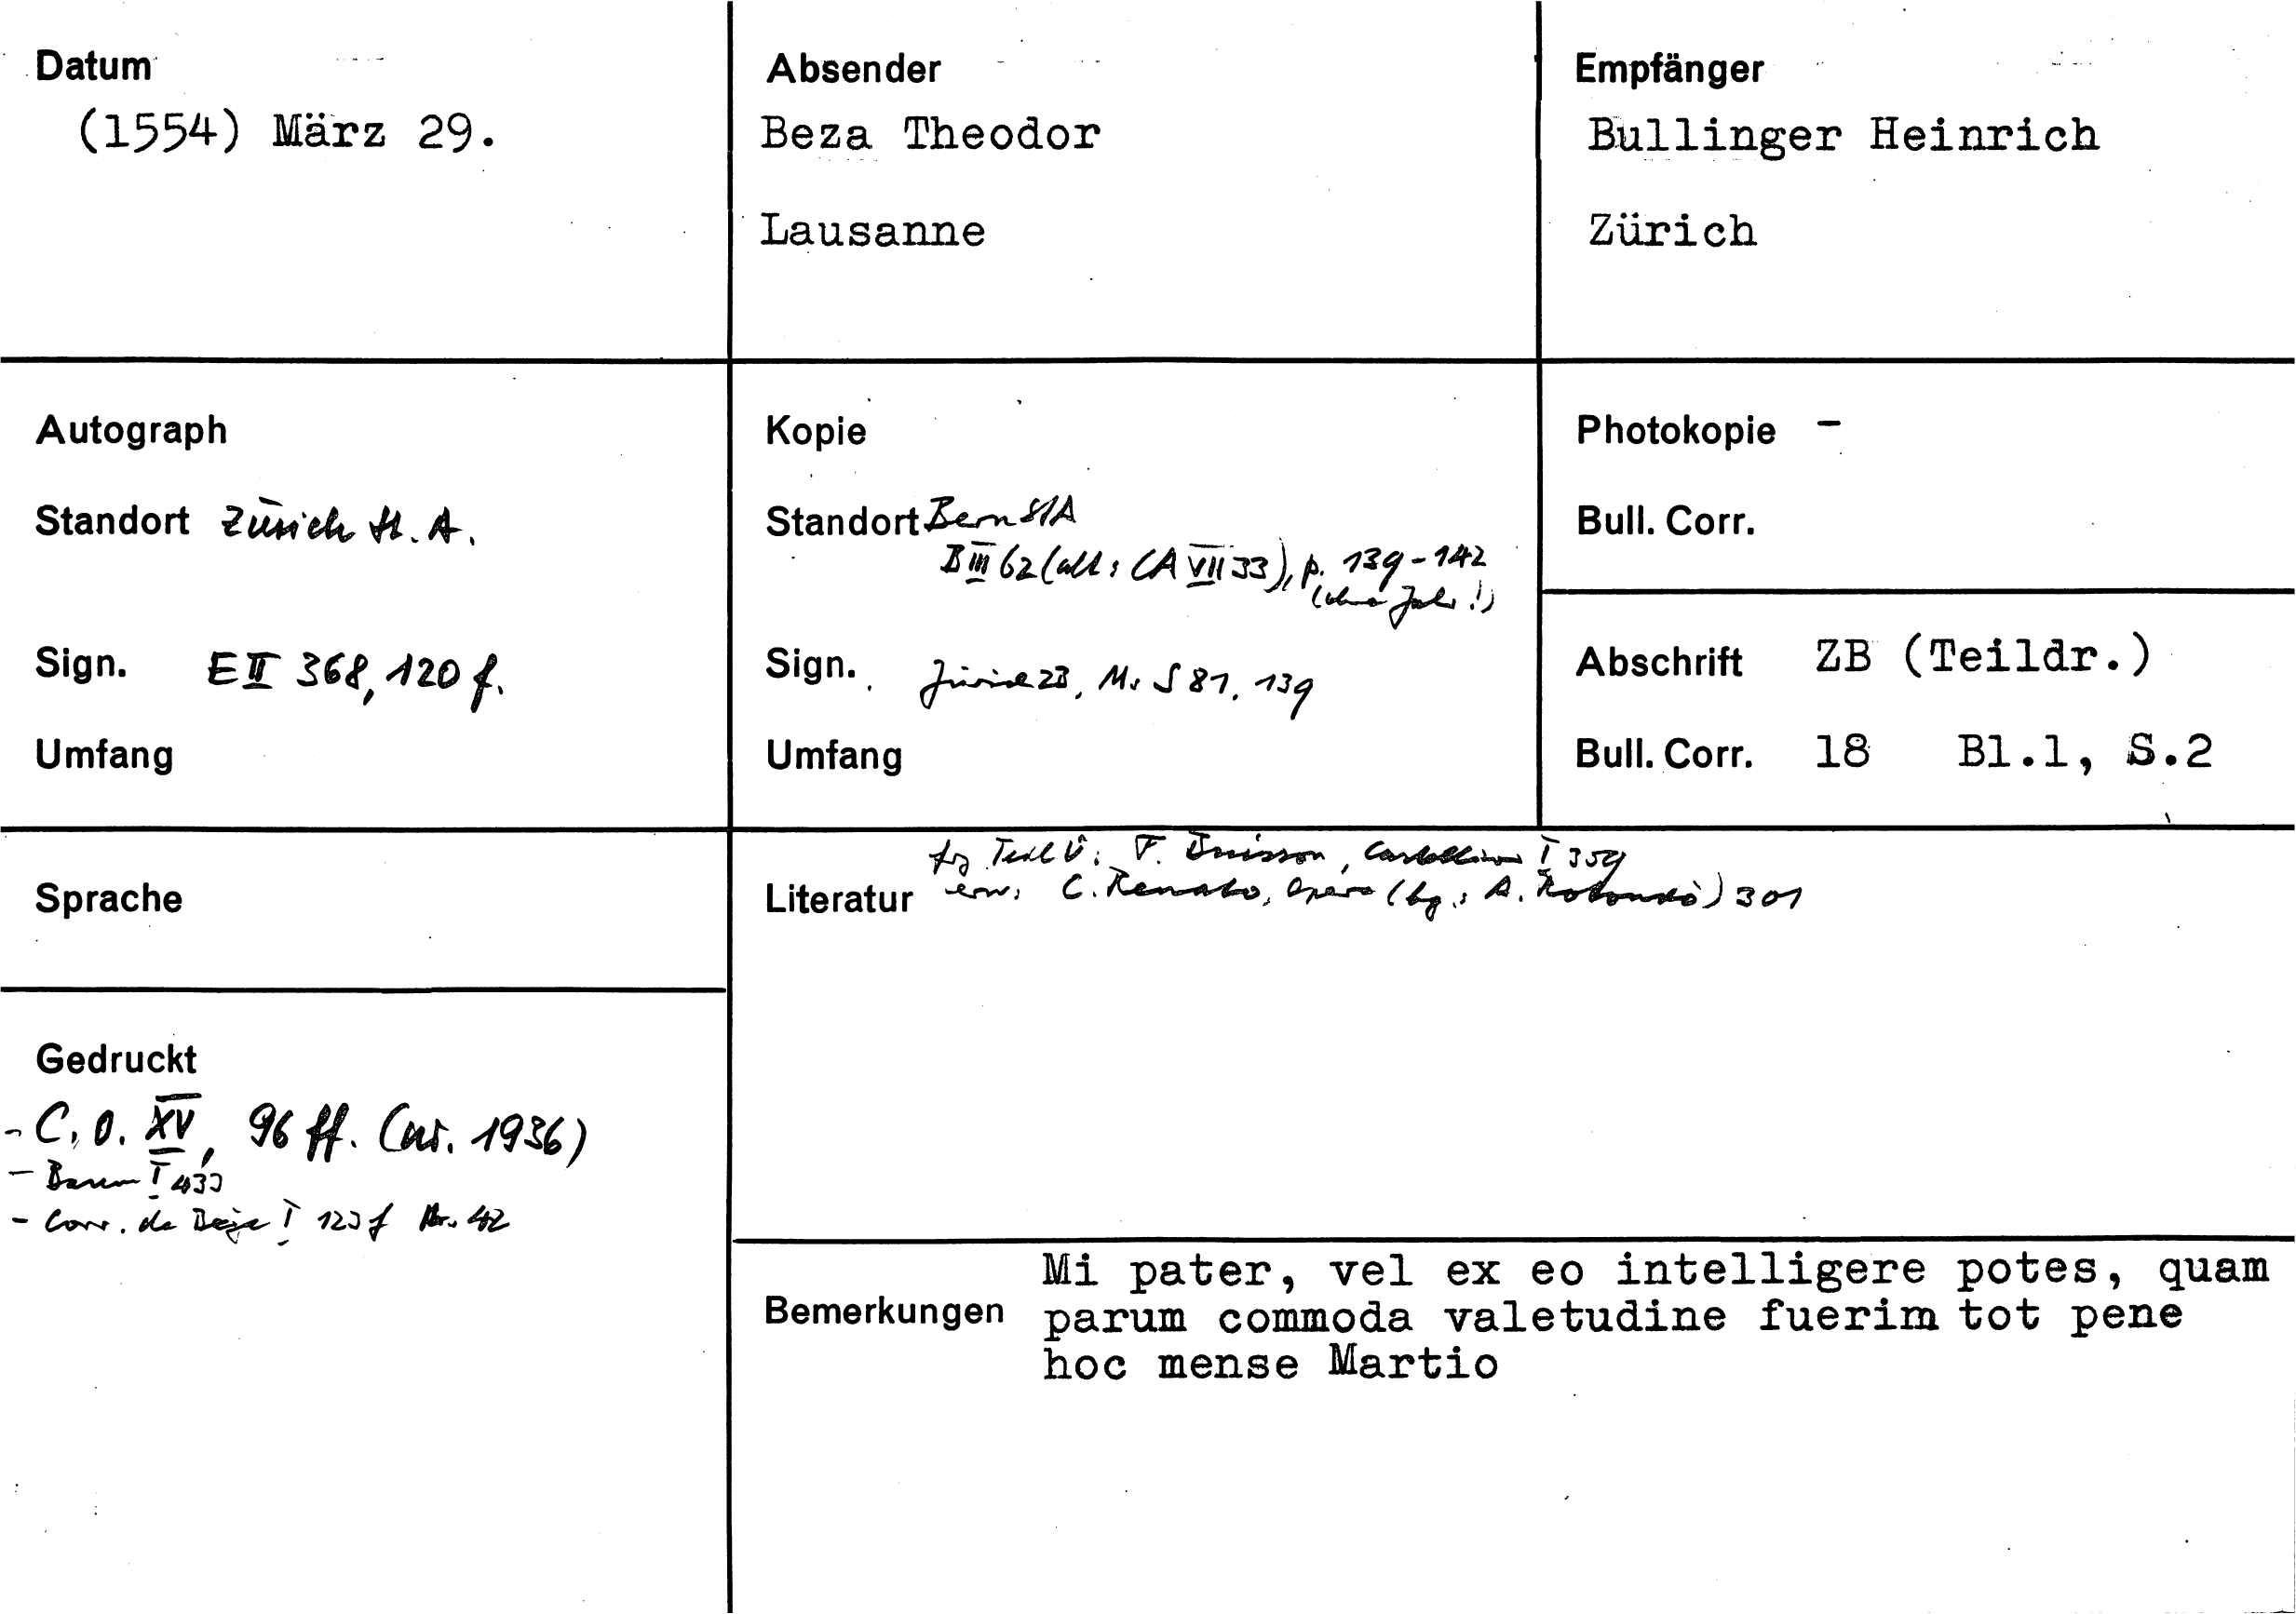 Datum
(1554) März 29.
Absender
Beza Theodor
Lausanne
Empfänger
Bullinger Heinrich
Zürich
Autograph
Standort Zürich St. A.
Sign. E II 368, 120 f.
Umfang
Kopie
Standort Bern StA
B III 62 (alt: CA VII 33), p. 139-142
(ohne Jahr!)
Sign. Zürich ZB, Ms S 81, 139
Umfang
Photokopie -
Bull. Corr.
Abschrift ZB (Teildr.)
Bull. Corr. 18 Bl.1, S.2
Sprache
Literatur
fz Teil Ü: F. Buisson, Castellion I 359
erw: C. Renato, Opere (hg.: A. Rotondò) 301
Gedruckt
- C. O. XV, 96 ff. (nr. 1936)
- Baum I 433
- Corr. de Bèze I 123 f Nr. 42
Bemerkungen
Mi pater, vel ex eo intelligere potes, quam
parum commoda valetudine fuerim tot pene
hoc mense Martio